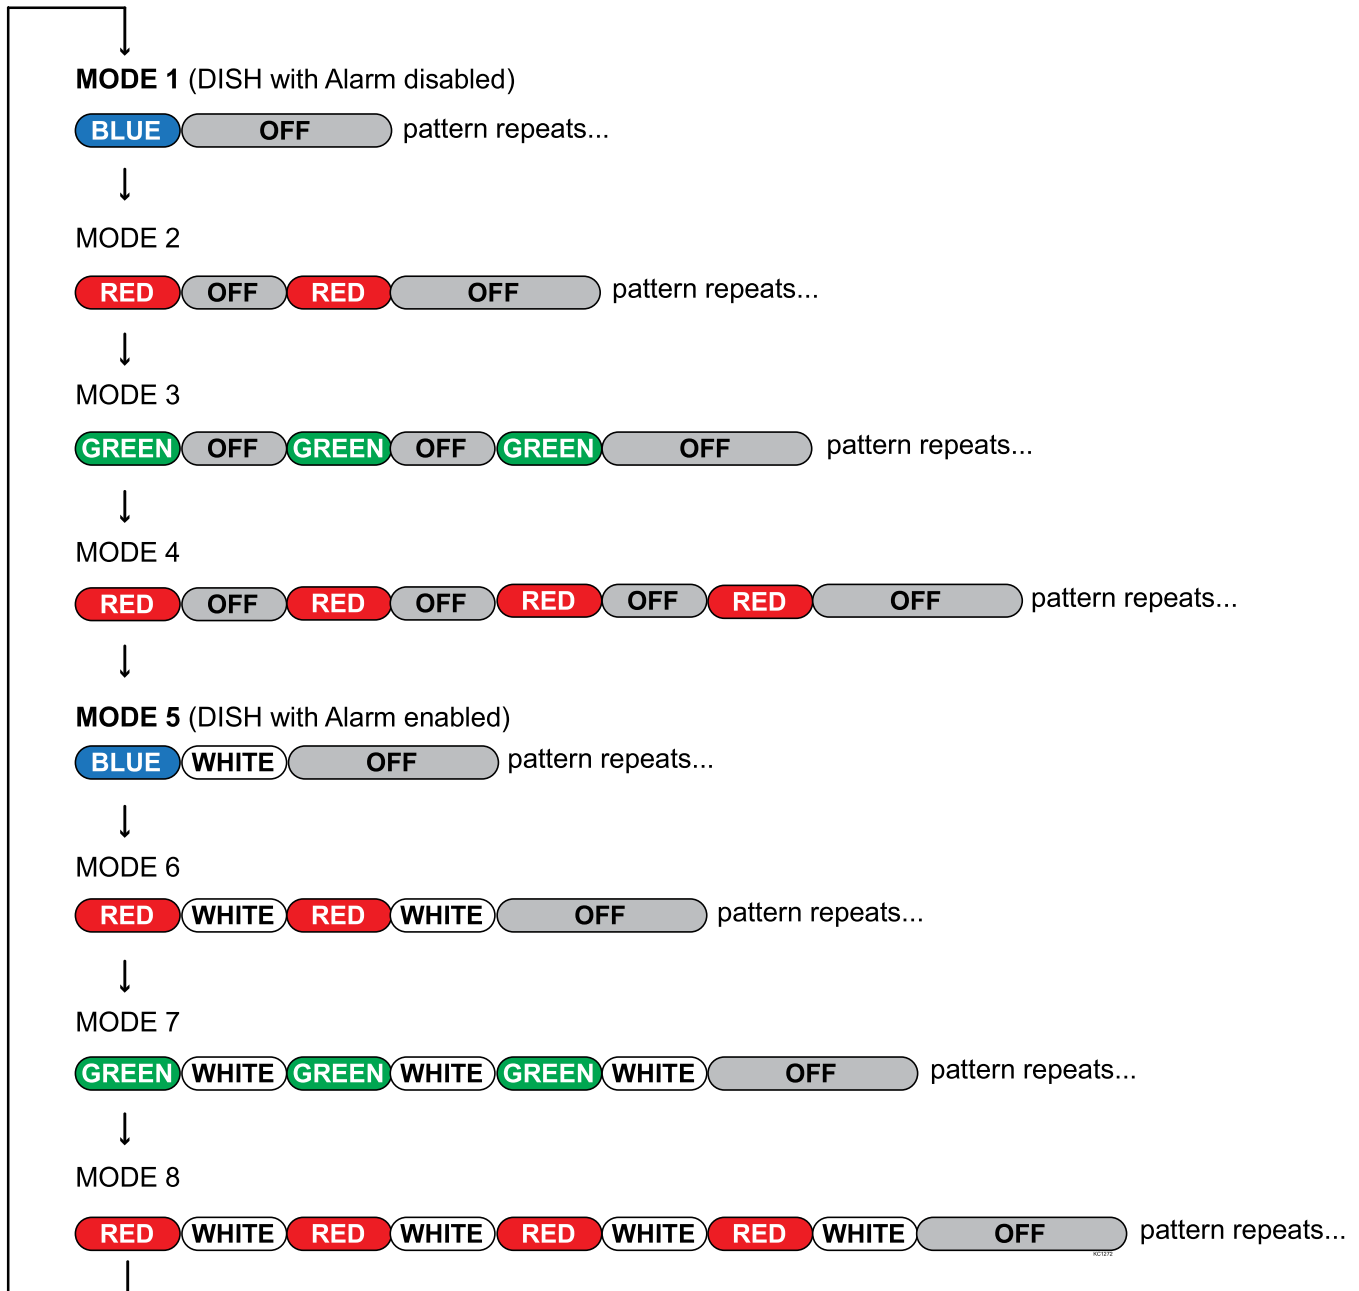 MODE 1 (DISH with Alarm disabled)
BLUE OFF pattern repeats...
MODE 2
RED OFF RED OFF pattern repeats...
MODE 3
GREEN OFF GREEN OFF GREEN OFF pattern repeats...
MODE 4
RED OFF RED OFF RED OFF RED OFF pattern repeats...
MODE 5 (DISH with Alarm enabled)
BLUE WHITE OFF pattern repeats...
MODE 6
RED WHITE RED WHITE OFF pattern repeats...
MODE 7
GREEN WHITE GREEN WHITE GREEN WHITE OFF pattern repeats...
MODE 8
RED WHITE RED WHITE RED WHITE RED WHITE OFF pattern repeats...
KC1272